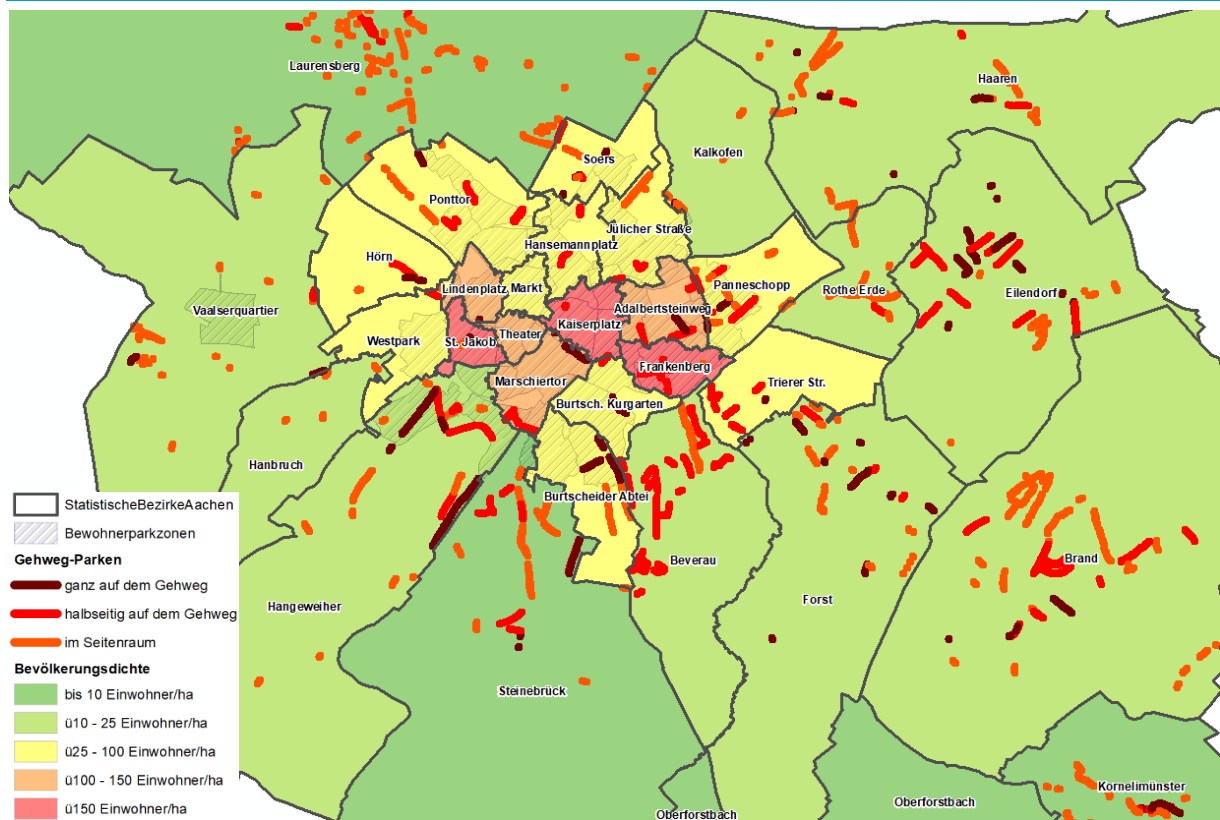 Laurensberg
Haaren
Soers
Kalkofen
Ponttor
Jülicher Straße
Hansemannplatz
Hörn
Lindenplatz
Markt
Panneschopp
Rothe Erde
Eilendorf
Vaalserquartier
Adalbertsteinweg
Kaiserplatz
Westpark
St. Jakob
Theater
Frankenberg
Marschiertor
Trierer Str.
Burtsch. Kurgarten
Hanbruch
Burtscheider Abtei
Beverau
Brand
Hangeweiher
Forst
Steinebrück
Kornelimünster
Oberforstbach
Oberforstbach
StatistischeBezirkeAachen
Bewohnerparkzonen
Gehweg-Parken
ganz auf dem Gehweg
halbseitig auf dem Gehweg
im Seitenraum
Bevölkerungsdichte
bis 10 Einwohner/ha
ü10 - 25 Einwohner/ha
ü25 - 100 Einwohner/ha
ü100 - 150 Einwohner/ha
ü150 Einwohner/ha